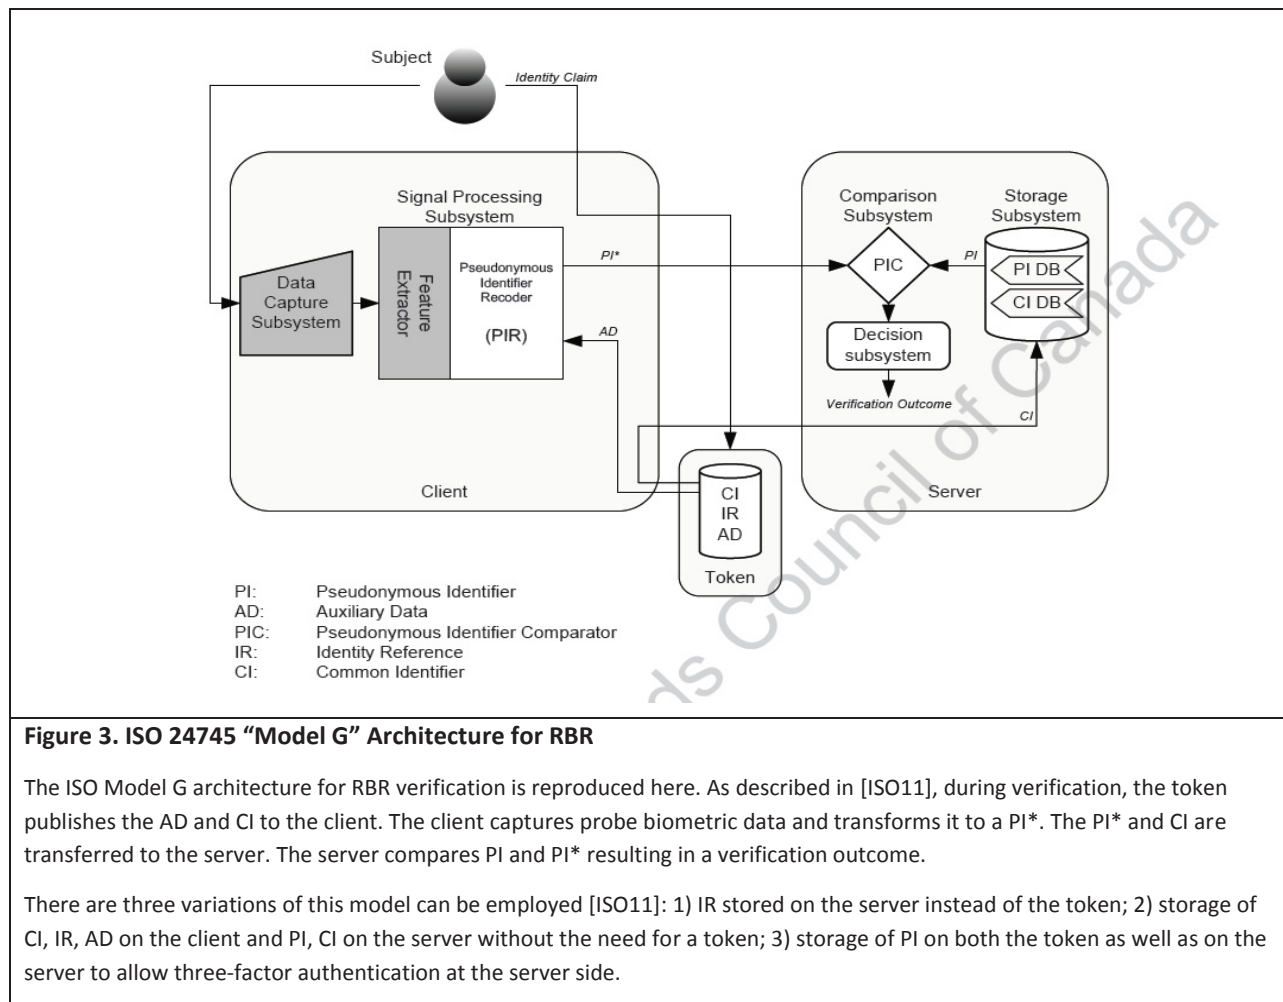 Subject
Identity Claim
Signal Processing
Subsystem
Comparison
Subsystem
Storage
Subsystem
Data
Capture
Subsystem
Feature
Extractor
Pseudonymous
Identifier
Recoder
(PIR)
PI*
AD
PIC
PI
PI DB
CI DB
Decision
subsystem
Verification Outcome
CI
Client
Server
CI
IR
AD
Token
PI: Pseudonymous Identifier
AD: Auxiliary Data
PIC: Pseudonymous Identifier Comparator
IR: Identity Reference
CI: Common Identifier
ds Council of Canada
Figure 3. ISO 24745 “Model G” Architecture for RBR
The ISO Model G architecture for RBR verification is reproduced here. As described in [ISO11], during verification, the token
publishes the AD and CI to the client. The client captures probe biometric data and transforms it to a PI*. The PI* and CI are
transferred to the server. The server compares PI and PI* resulting in a verification outcome.
There are three variations of this model can be employed [ISO11]: 1) IR stored on the server instead of the token; 2) storage of
CI, IR, AD on the client and PI, CI on the server without the need for a token; 3) storage of PI on both the token as well as on the
server to allow three-factor authentication at the server side.